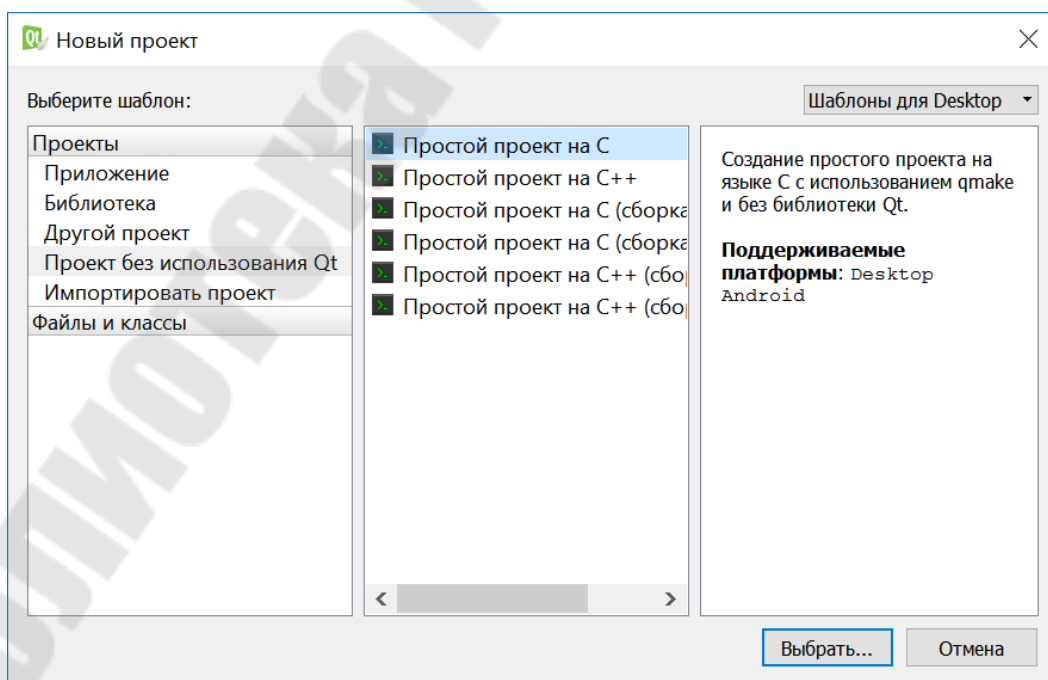 Новый проект
Выберите шаблон:
Шаблоны для Desktop
Проекты
Приложение
Библиотека
Другой проект
Проект без использования Qt
Импортировать проект
Файлы и классы
Простой проект на C
Простой проект на C++
Простой проект на C (сборка
Простой проект на C (сборка
Простой проект на C++ (сбо
Простой проект на C++ (сбо
Создание простого проекта на
языке C с использованием qmake
и без библиотеки Qt.
Поддерживаемые
платформы: Desktop
Android
Выбрать...
Отмена